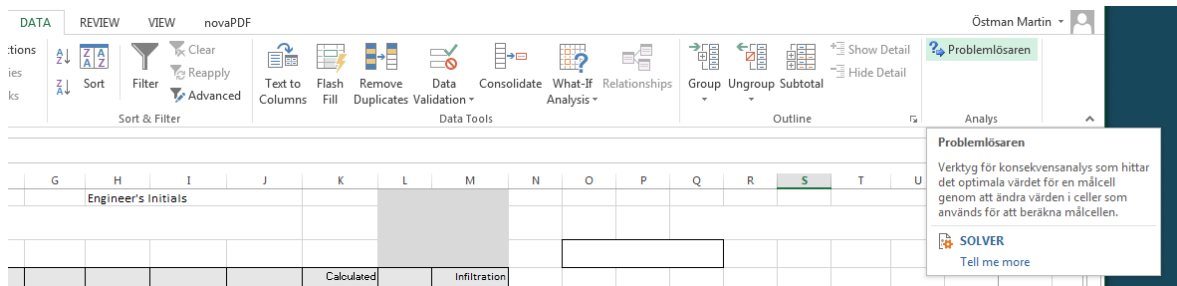 DATA REVIEW VIEW novaPDF Östman Martin
Clear
Reapply
Advanced
Sort
Filter
Text to Columns
Flash Fill
Remove Duplicates
Data Validation
Consolidate
What-If Analysis
Relationships
Group
Ungroup
Subtotal
Show Detail
Hide Detail
Problemlösaren
Sort & Filter Data Tools Outline Analys
G H I J K L M N O P Q R S T U
Engineer's Initials
Calculated Infiltration
Problemlösaren
Verktyg för konsekvensanalys som hittar
det optimala värdet för en målcell
genom att ändra värden i celler som
används för att beräkna målcellen.
SOLVER
Tell me more